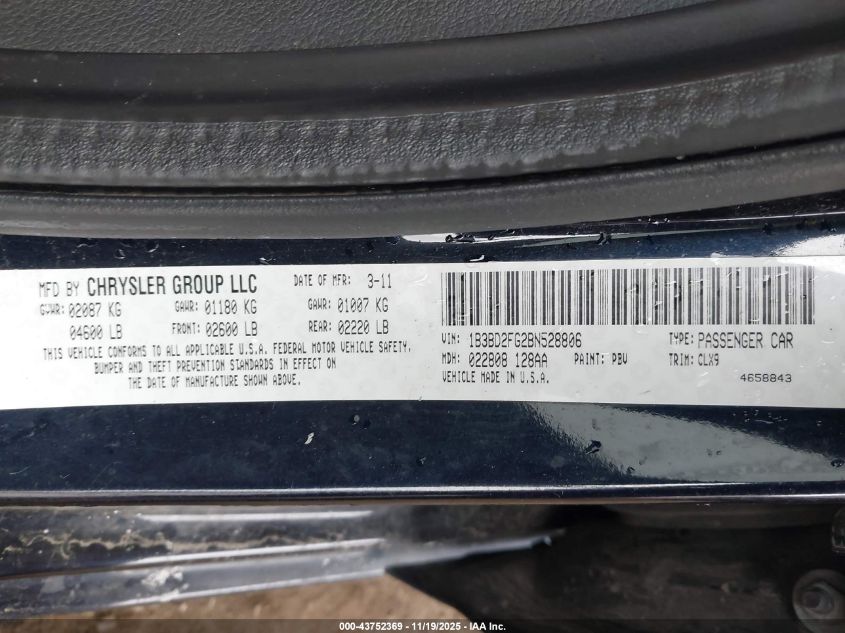 MFD BY CHRYSLER GROUP LLC DATE OF MFR: 3-11
GVWR: 02087 KG GAWR: 01180 KG GAWR: 01007 KG
04600 LB FRONT: 02600 LB REAR: 02220 LB
THIS VEHICLE CONFORMS TO ALL APPLICABLE U.S.A. FEDERAL MOTOR VEHICLE SAFETY,
BUMPER AND THEFT PREVENTION STANDARDS IN EFFECT ON
THE DATE OF MANUFACTURE SHOWN ABOVE.
VIN: 1B3BD2FG2BN528806 TYPE: PASSENGER CAR
MDH: 022808 128AA PAINT: PBV TRIM: CLX9
VEHICLE MADE IN U.S.A. 4658843
000-43752369 | 11/19/2025 - IAA Inc.